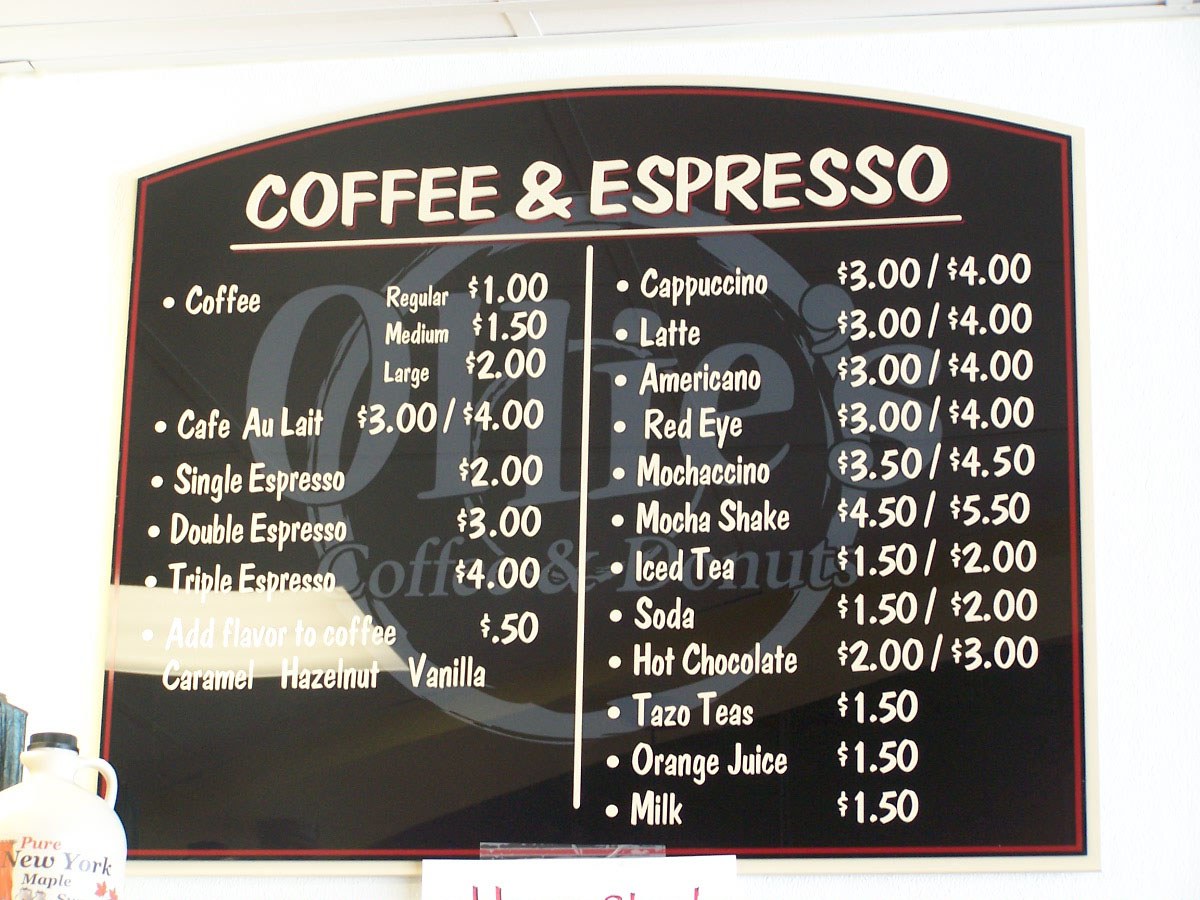 COFFEE & ESPRESSO
Ollie's
Coffee & Donuts
• Coffee Regular $1.00
Medium $1.50
Large $2.00
• Cafe Au Lait $3.00/$4.00
• Single Espresso $2.00
• Double Espresso $3.00
• Triple Espresso $4.00
• Add flavor to coffee $.50
Caramel Hazelnut Vanilla
• Cappuccino $3.00/$4.00
• Latte $3.00/$4.00
• Americano $3.00/$4.00
• Red Eye $3.00/$4.00
• Mochaccino $3.50/$4.50
• Mocha Shake $4.50/$5.50
• Iced Tea $1.50/$2.00
• Soda $1.50/$2.00
• Hot Chocolate $2.00/$3.00
• Tazo Teas $1.50
• Orange Juice $1.50
• Milk $1.50
Pure
New York
Maple